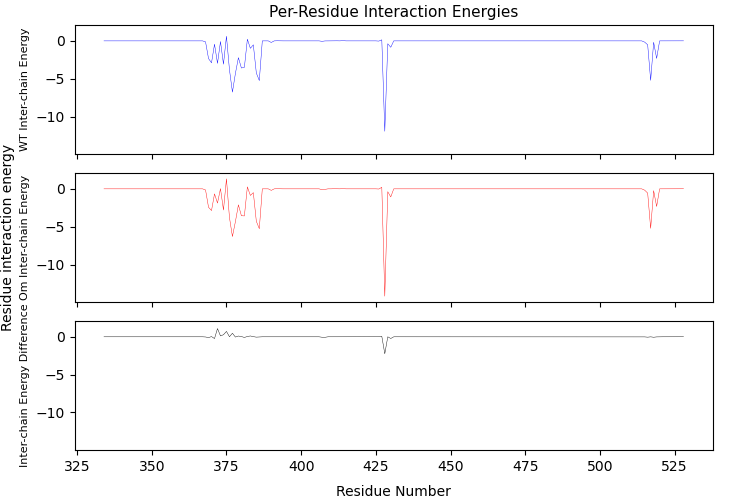 Per-Residue Interaction Energies
Residue interaction energy
WT Inter-chain Energy
0
−5
−10
Om Inter-chain Energy
0
−5
−10
Inter-chain Energy Difference
0
−5
−10
325 350 375 400 425 450 475 500 525
Residue Number